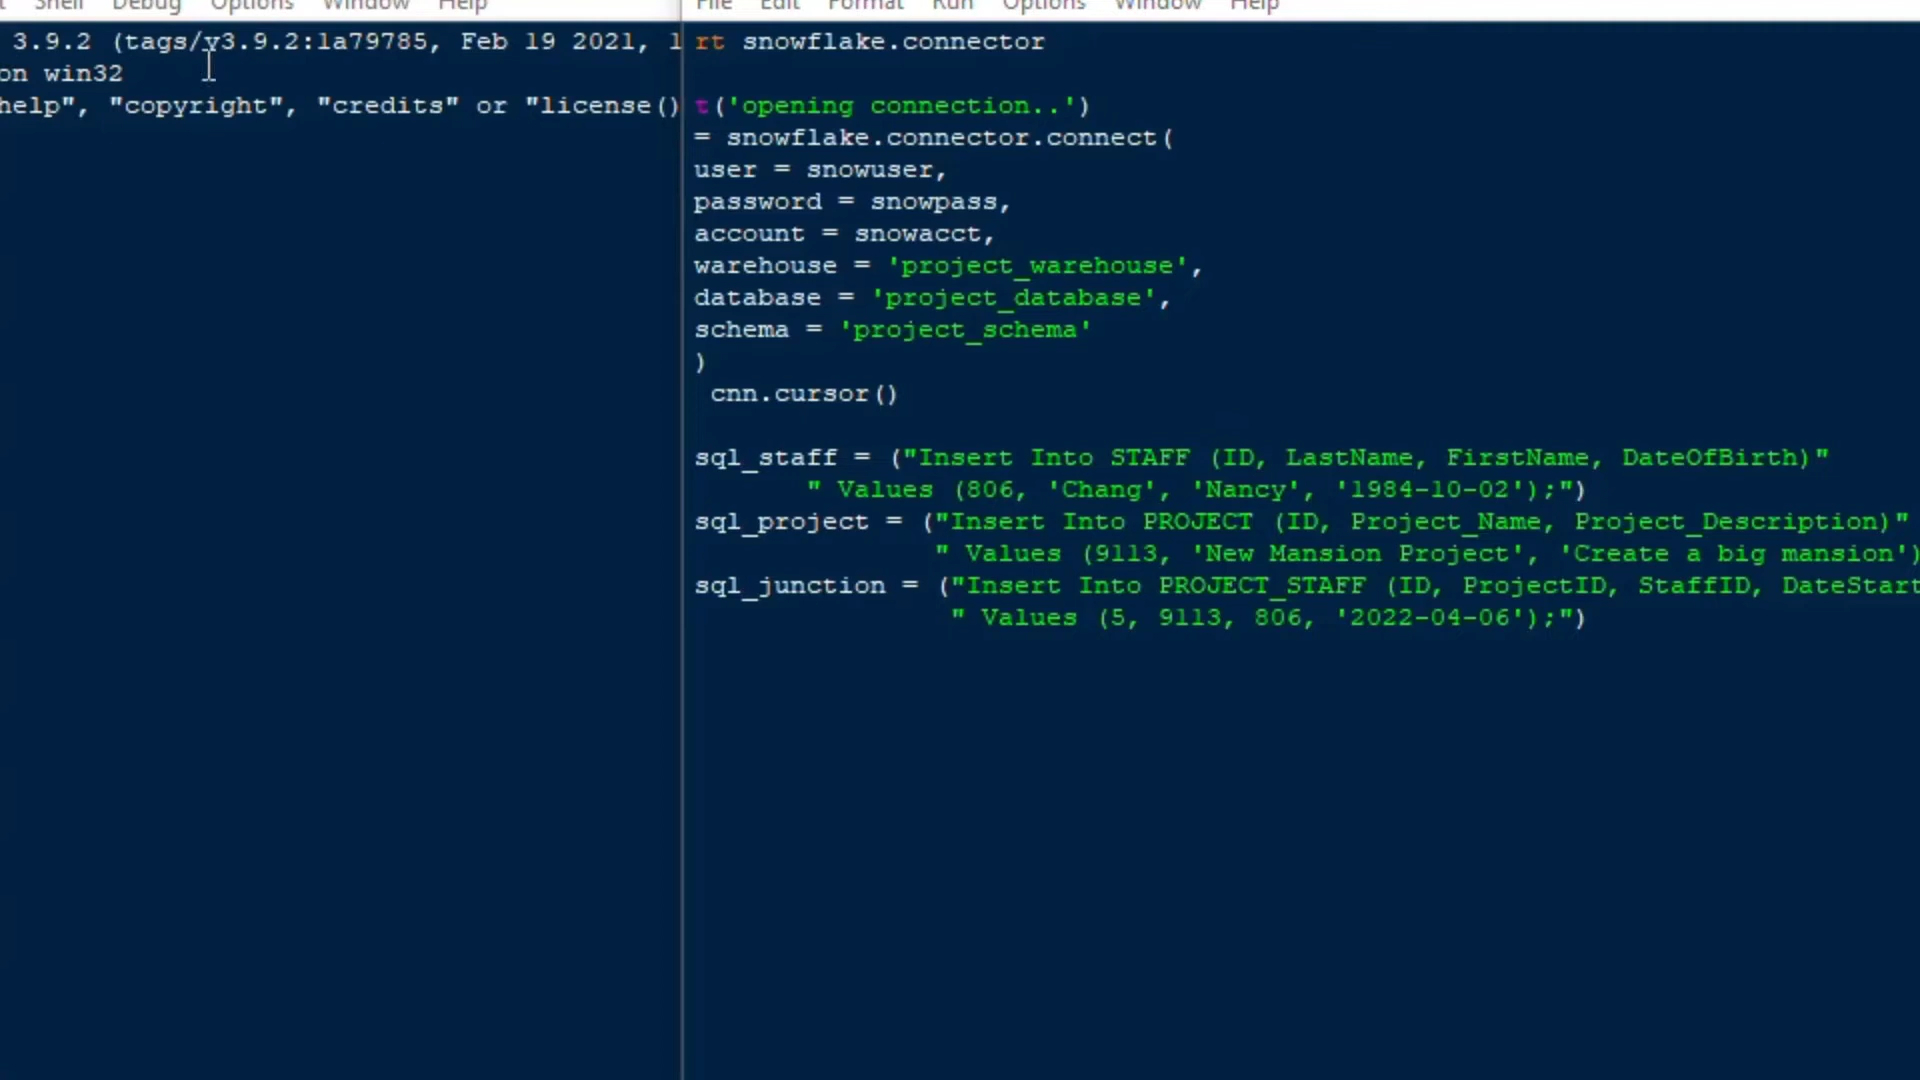 Shell Debug Options Window Help
3.9.2 (tags/v3.9.2:1a79785, Feb 19 2021, 1
on win32
help", "copyright", "credits" or "license()
File Edit Format Run Options Window Help
rt snowflake.connector
t('opening connection..')
= snowflake.connector.connect(
user = snowuser,
password = snowpass,
account = snowacct,
warehouse = 'project_warehouse',
database = 'project_database',
schema = 'project_schema'
)
cnn.cursor()
sql_staff = ("Insert Into STAFF (ID, LastName, FirstName, DateOfBirth)"
" Values (806, 'Chang', 'Nancy', '1984-10-02');")
sql_project = ("Insert Into PROJECT (ID, Project_Name, Project_Description)"
" Values (9113, 'New Mansion Project', 'Create a big mansion')
sql_junction = ("Insert Into PROJECT_STAFF (ID, ProjectID, StaffID, DateStart
" Values (5, 9113, 806, '2022-04-06');")